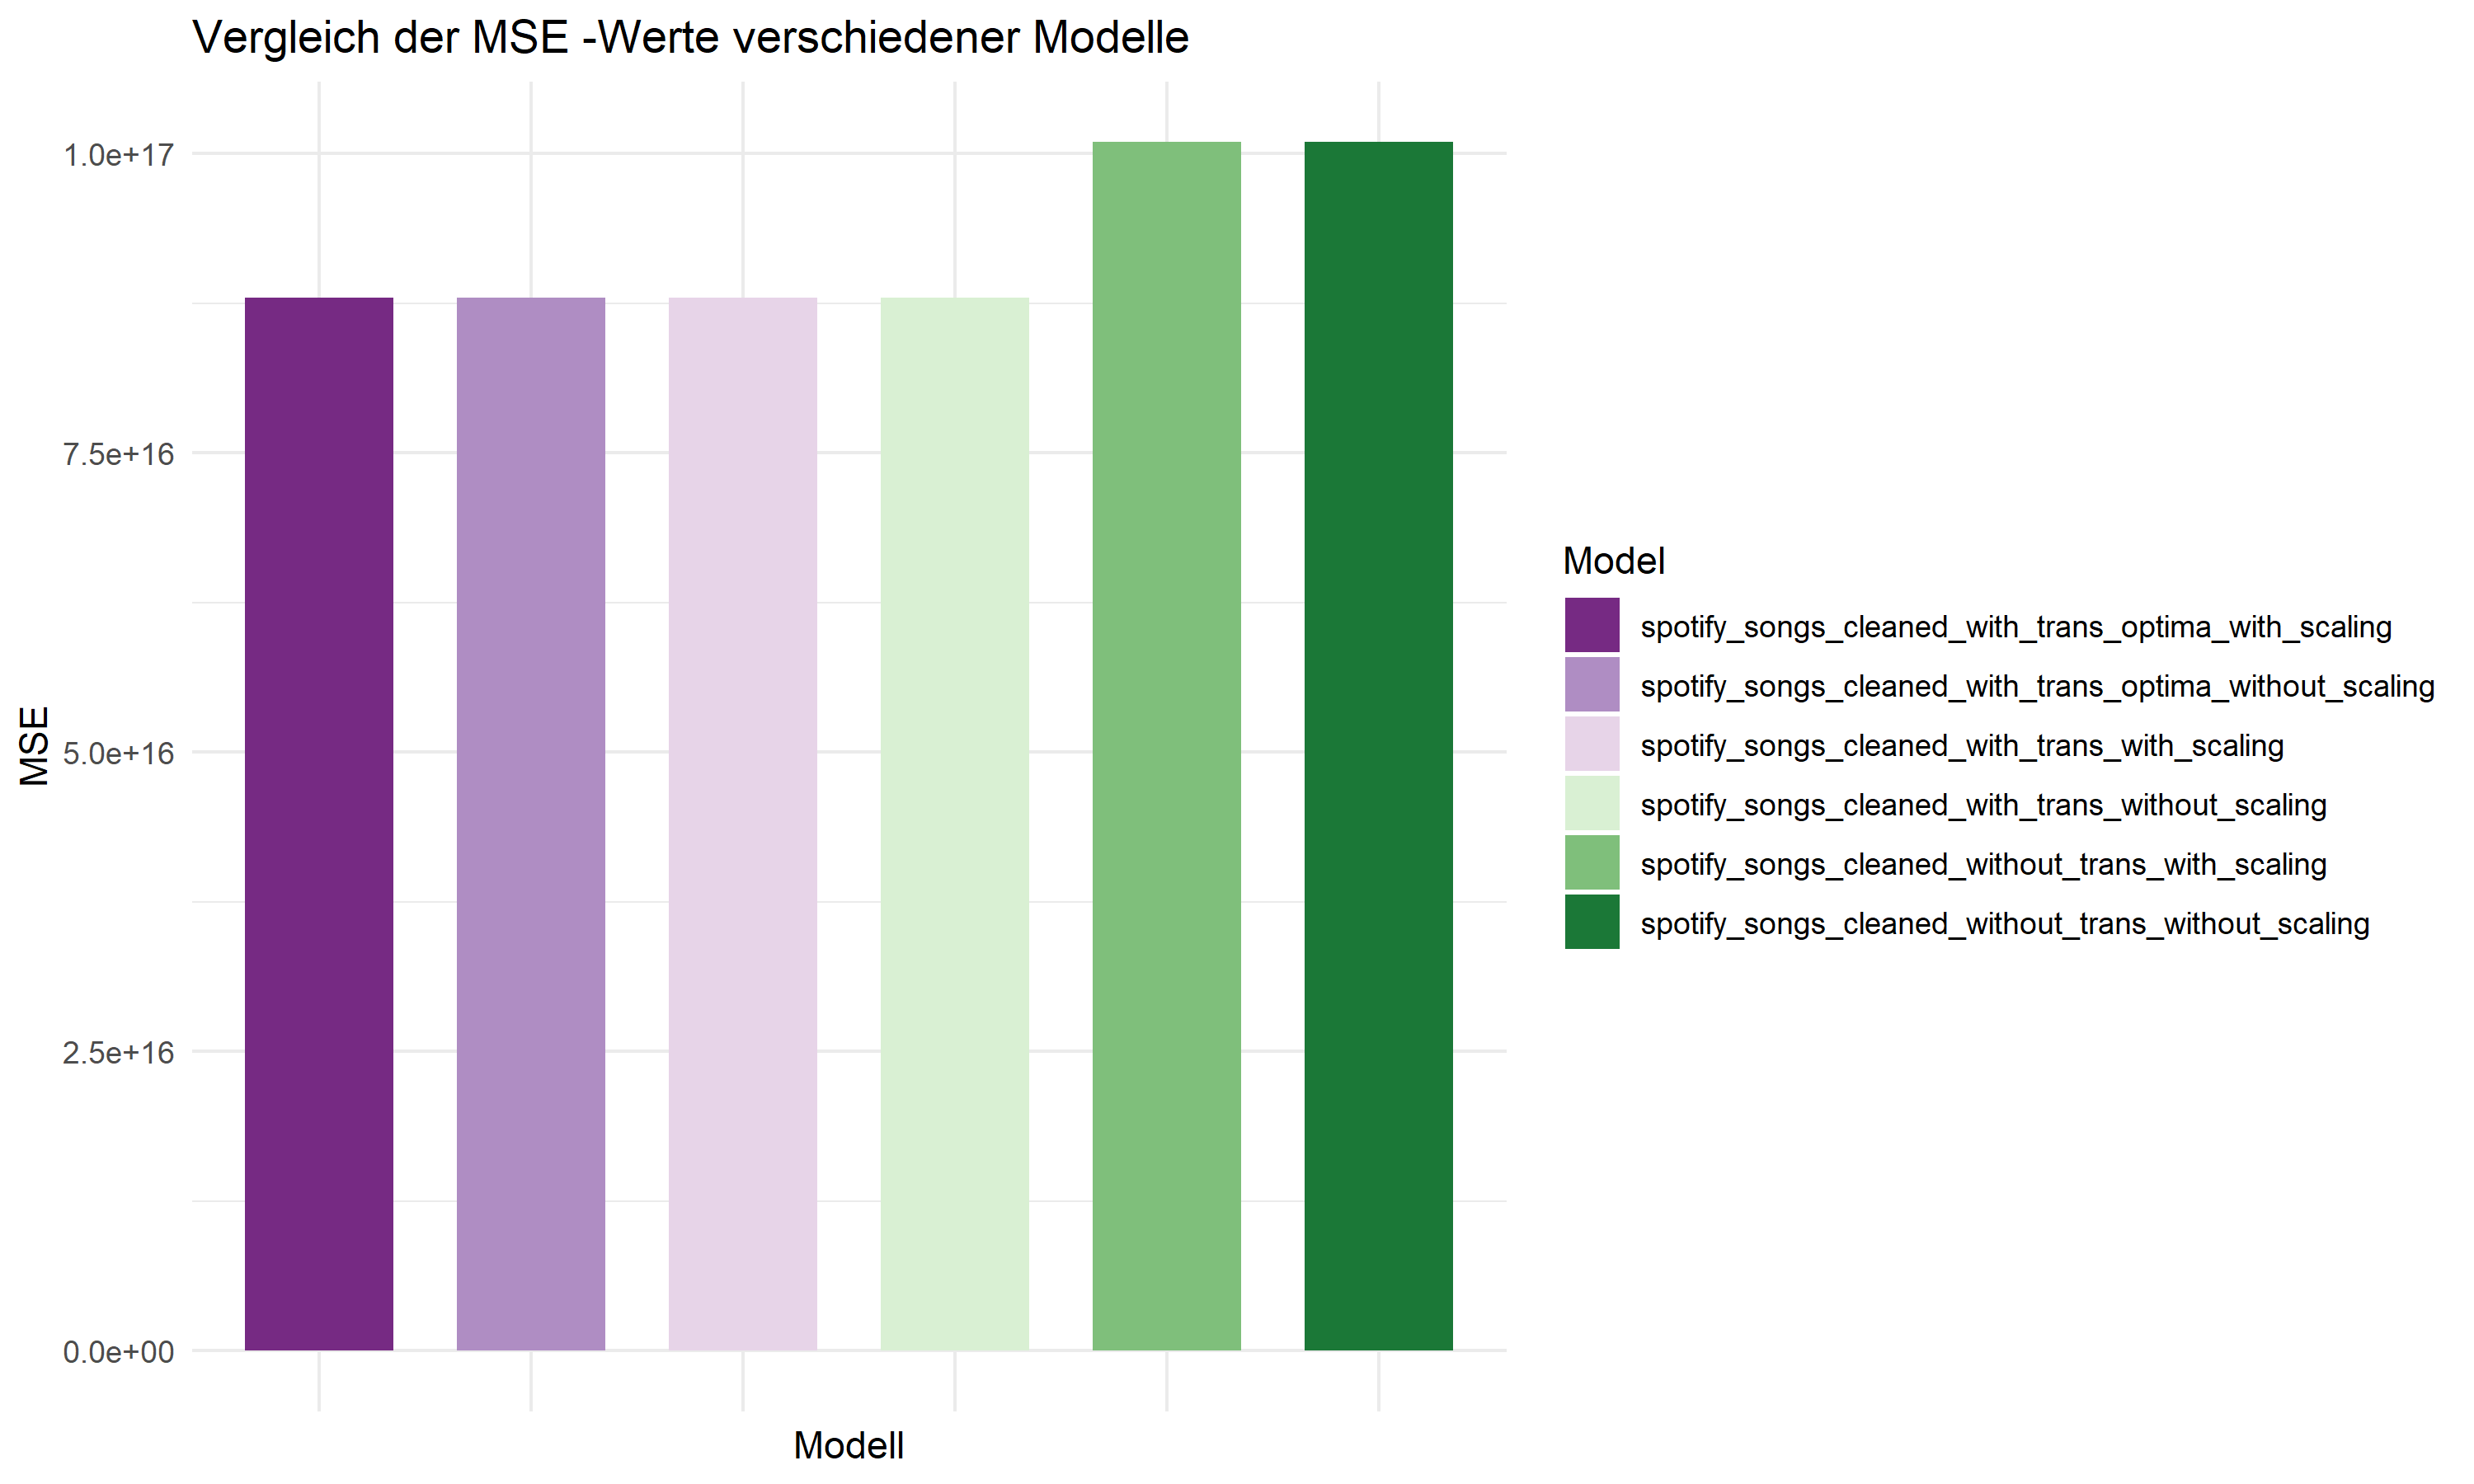 Vergleich der MSE -Werte verschiedener Modelle
1.0e+17
7.5e+16
5.0e+16
2.5e+16
0.0e+00
MSE
Modell
Model
spotify_songs_cleaned_with_trans_optima_with_scaling
spotify_songs_cleaned_with_trans_optima_without_scaling
spotify_songs_cleaned_with_trans_with_scaling
spotify_songs_cleaned_with_trans_without_scaling
spotify_songs_cleaned_without_trans_with_scaling
spotify_songs_cleaned_without_trans_without_scaling